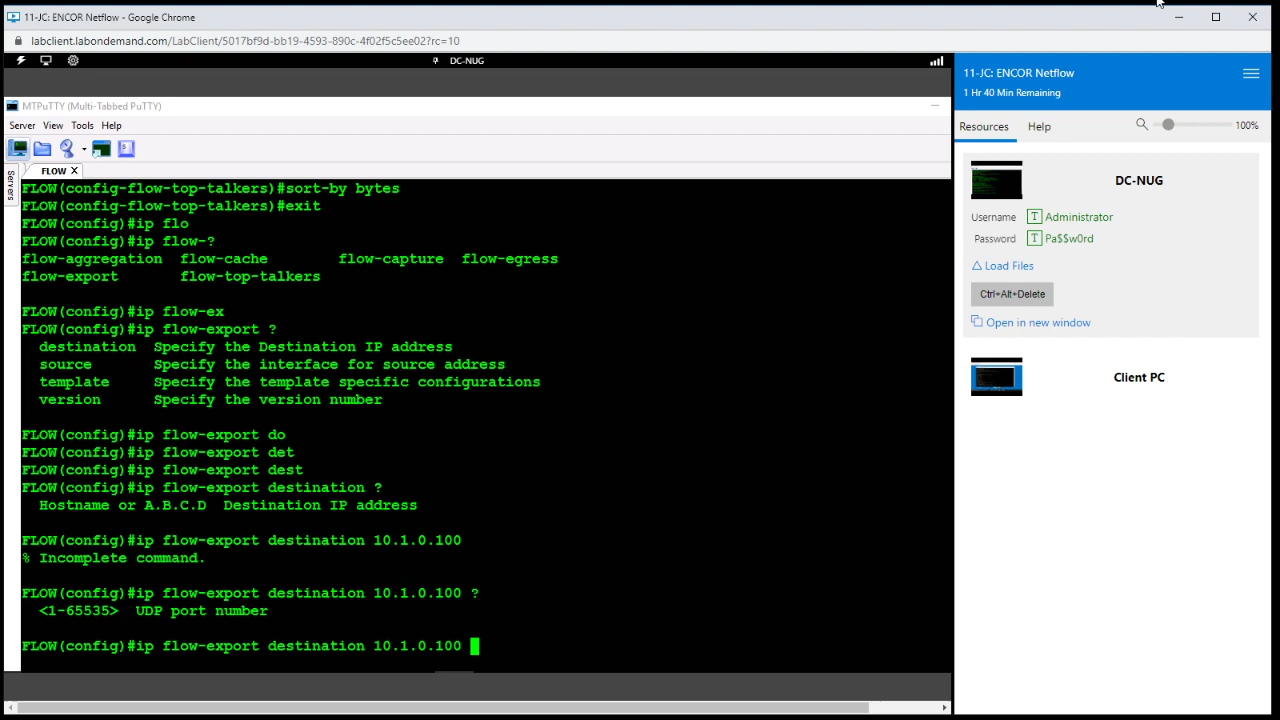 11-JC: ENCOR Netflow - Google Chrome
labclient.labondemand.com/LabClient/5017bf9d-bb19-4593-890c-4f02f5c5ee02?rc=10
DC-NUG
MTPuTTY (Multi-Tabbed PuTTY)
Server View Tools Help
Servers
FLOW
FLOW(config-flow-top-talkers)#sort-by bytes
FLOW(config-flow-top-talkers)#exit
FLOW(config)#ip flo
FLOW(config)#ip flow-?
flow-aggregation flow-cache flow-capture flow-egress
flow-export flow-top-talkers
FLOW(config)#ip flow-ex
FLOW(config)#ip flow-export ?
destination Specify the Destination IP address
source Specify the interface for source address
template Specify the template specific configurations
version Specify the version number
FLOW(config)#ip flow-export do
FLOW(config)#ip flow-export det
FLOW(config)#ip flow-export dest
FLOW(config)#ip flow-export destination ?
Hostname or A.B.C.D Destination IP address
FLOW(config)#ip flow-export destination 10.1.0.100
% Incomplete command.
FLOW(config)#ip flow-export destination 10.1.0.100 ?
<1-65535> UDP port number
FLOW(config)#ip flow-export destination 10.1.0.100
11-JC: ENCOR Netflow
1 Hr 40 Min Remaining
Resources Help 100%
DC-NUG
Username T Administrator
Password T Pa$$w0rd
Load Files
Ctrl+Alt+Delete
Open in new window
Client PC